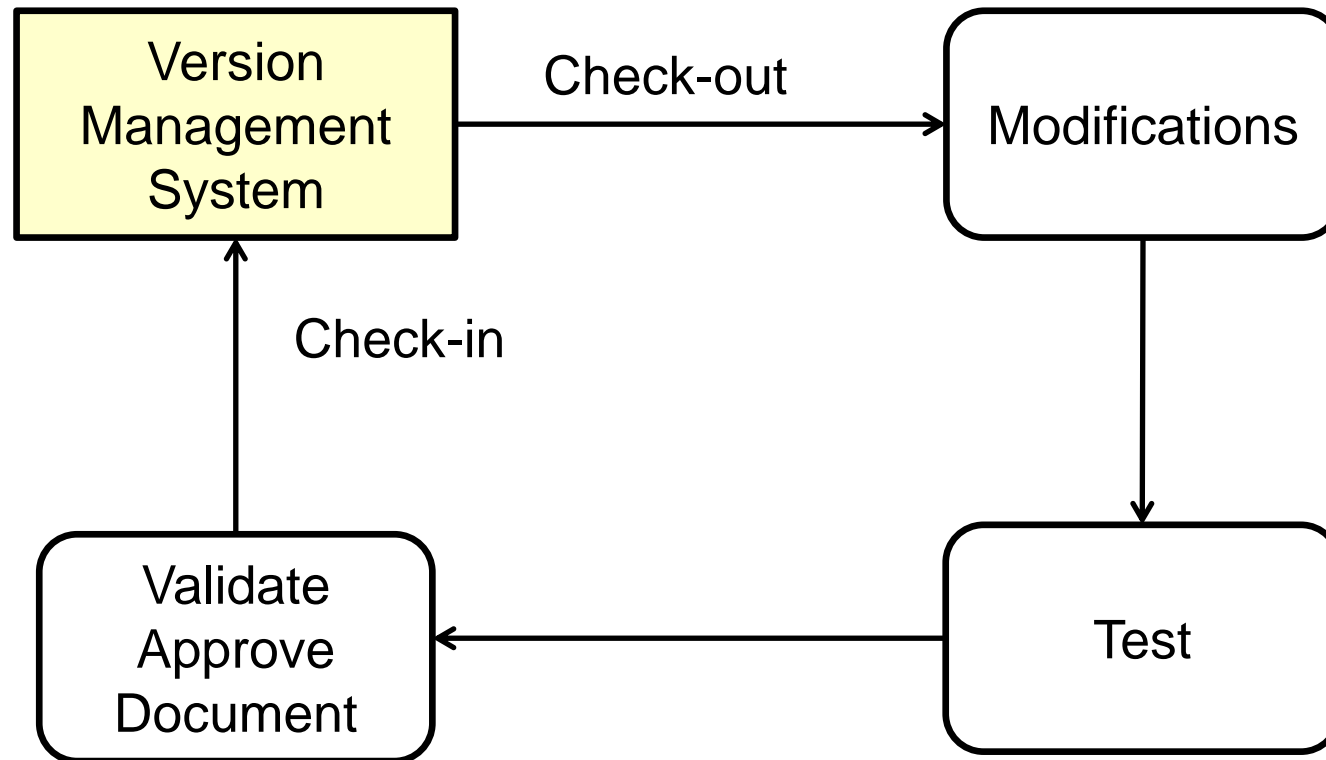 Version
Management
System
Check-out
Modifications
Check-in
Validate
Approve
Document
Test